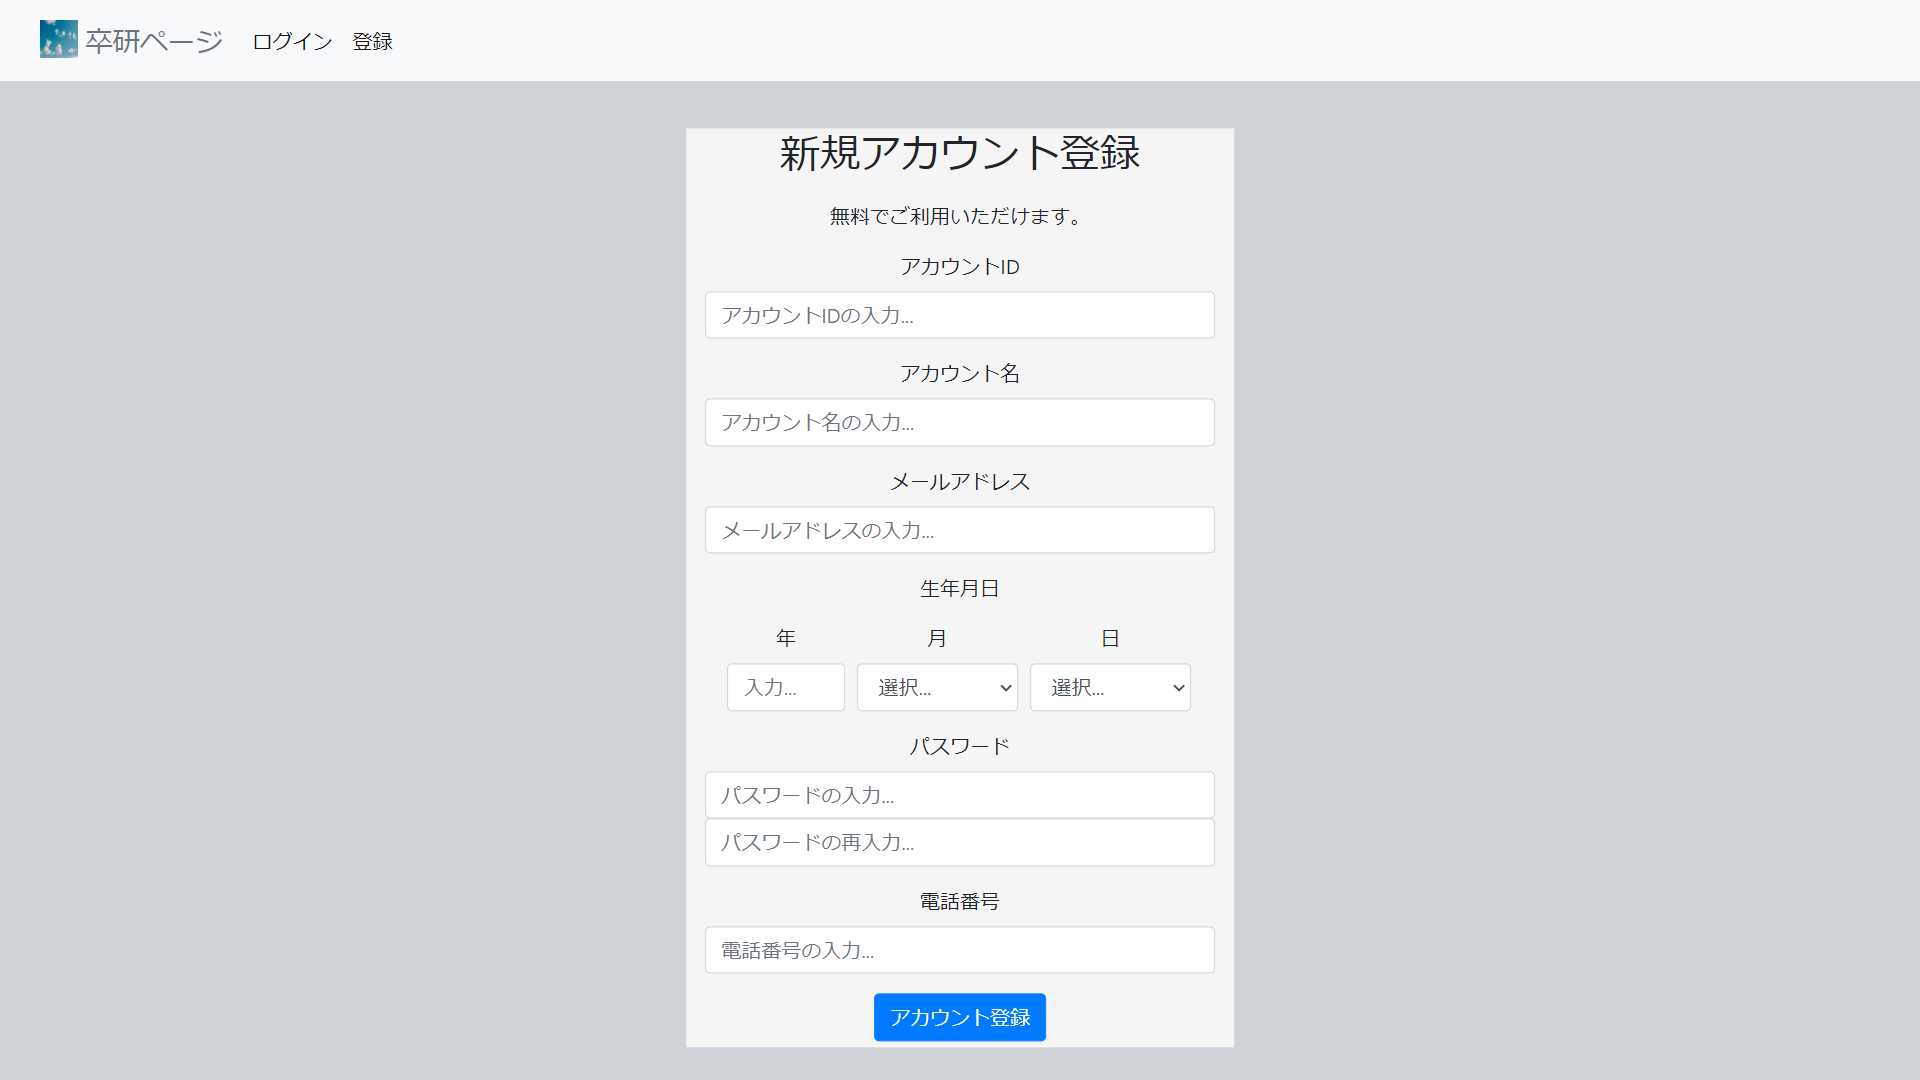 卒研ページ ログイン 登録
新規アカウント登録
無料でご利用いただけます。
アカウントID
アカウントIDの入力...
アカウント名
アカウント名の入力...
メールアドレス
メールアドレスの入力...
生年月日
年 月 日
入力... 選択... 選択...
パスワード
パスワードの入力...
パスワードの再入力...
電話番号
電話番号の入力...
アカウント登録